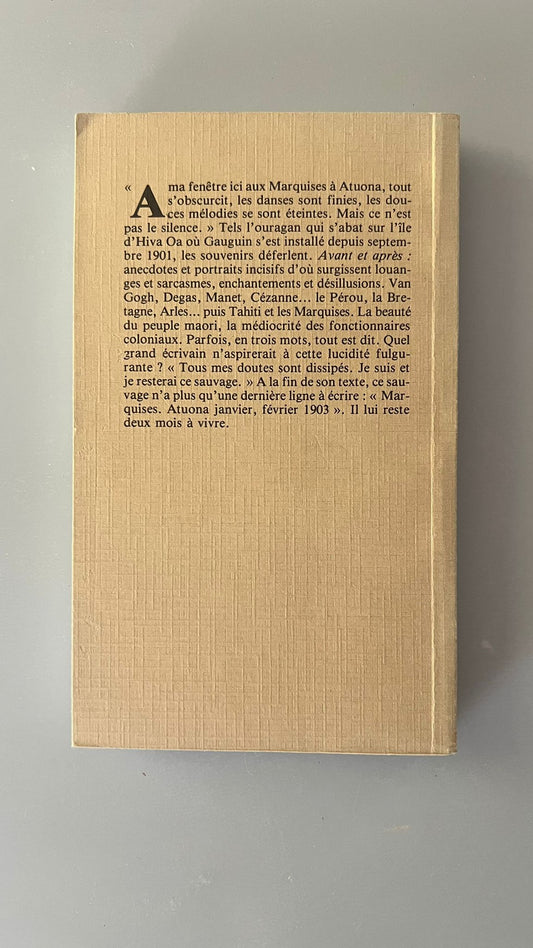 « A ma fenêtre ici aux Marquises à Atuona, tout
s'obscurcit, les danses sont finies, les dou-
ces mélodies se sont éteintes. Mais ce n'est
pas le silence. » Tels l'ouragan qui s'abat sur l'île
d'Hiva Oa où Gauguin s'est installé depuis septem-
bre 1901, les souvenirs déferlent. Avant et après :
anecdotes et portraits incisifs d'où surgissent louan-
ges et sarcasmes, enchantements et désillusions. Van
Gogh, Degas, Manet, Cézanne... le Pérou, la Bre-
tagne, Arles... puis Tahiti et les Marquises. La beauté
du peuple maori, la médiocrité des fonctionnaires
coloniaux. Parfois, en trois mots, tout est dit. Quel
grand écrivain n'aspirerait à cette lucidité fulgu-
rante ? « Tous mes doutes sont dissipés. Je suis et
je resterai ce sauvage. » A la fin de son texte, ce sau-
vage n'a plus qu'une dernière ligne à écrire : « Mar-
quises. Atuona janvier, février 1903 ». Il lui reste
deux mois à vivre.